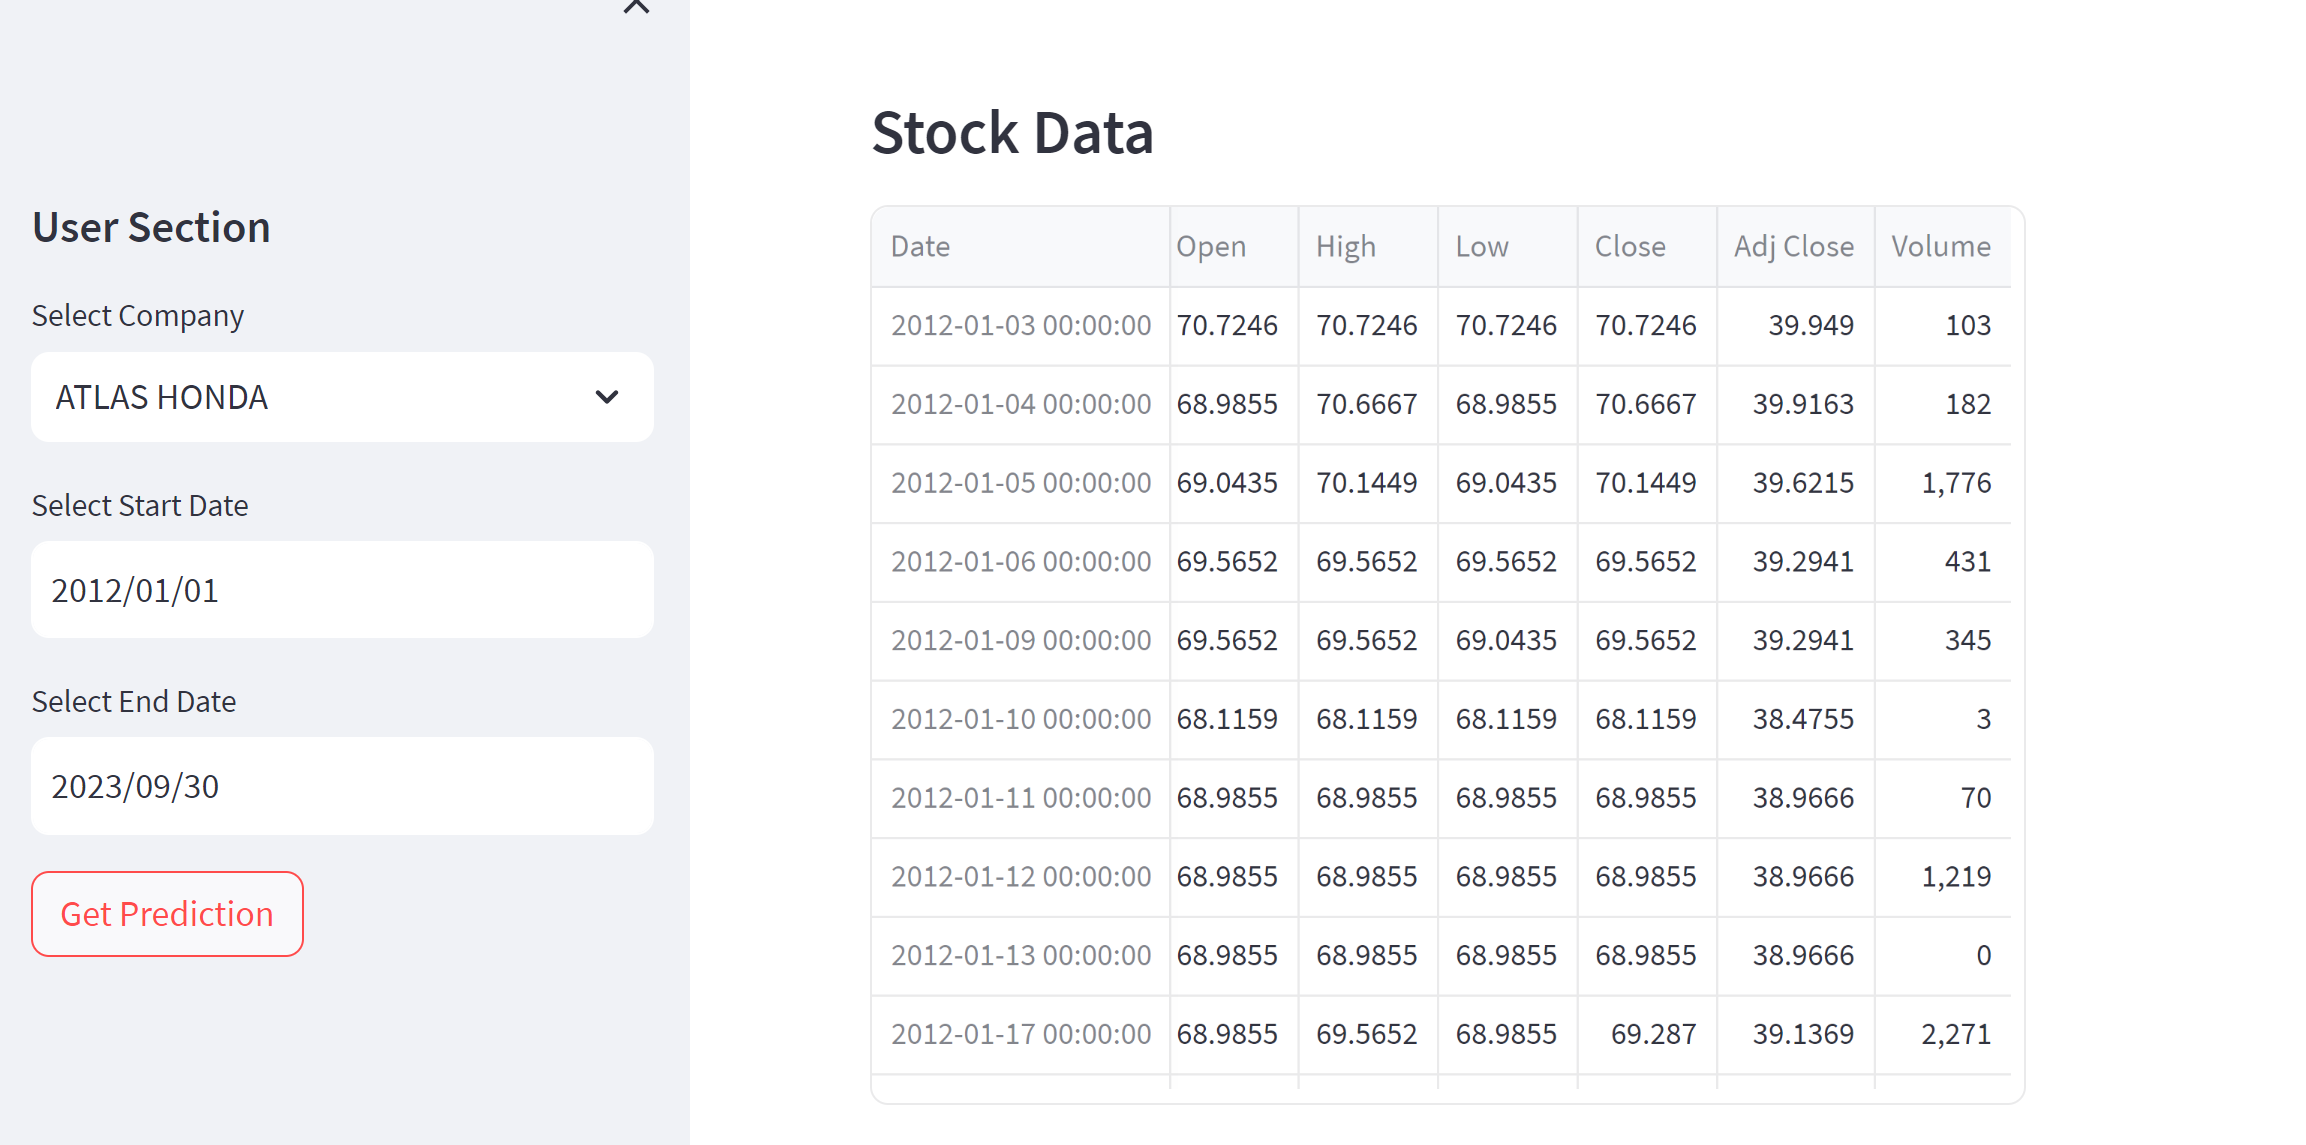 User Section
Select Company
ATLAS HONDA
Select Start Date
2012/01/01
Select End Date
2023/09/30
Get Prediction
Stock Data
Date Open High Low Close Adj Close Volume
2012-01-03 00:00:00 70.7246 70.7246 70.7246 70.7246 39.949 103
2012-01-04 00:00:00 68.9855 70.6667 68.9855 70.6667 39.9163 182
2012-01-05 00:00:00 69.0435 70.1449 69.0435 70.1449 39.6215 1,776
2012-01-06 00:00:00 69.5652 69.5652 69.5652 69.5652 39.2941 431
2012-01-09 00:00:00 69.5652 69.5652 69.0435 69.5652 39.2941 345
2012-01-10 00:00:00 68.1159 68.1159 68.1159 68.1159 38.4755 3
2012-01-11 00:00:00 68.9855 68.9855 68.9855 68.9855 38.9666 70
2012-01-12 00:00:00 68.9855 68.9855 68.9855 68.9855 38.9666 1,219
2012-01-13 00:00:00 68.9855 68.9855 68.9855 68.9855 38.9666 0
2012-01-17 00:00:00 68.9855 69.5652 68.9855 69.287 39.1369 2,271